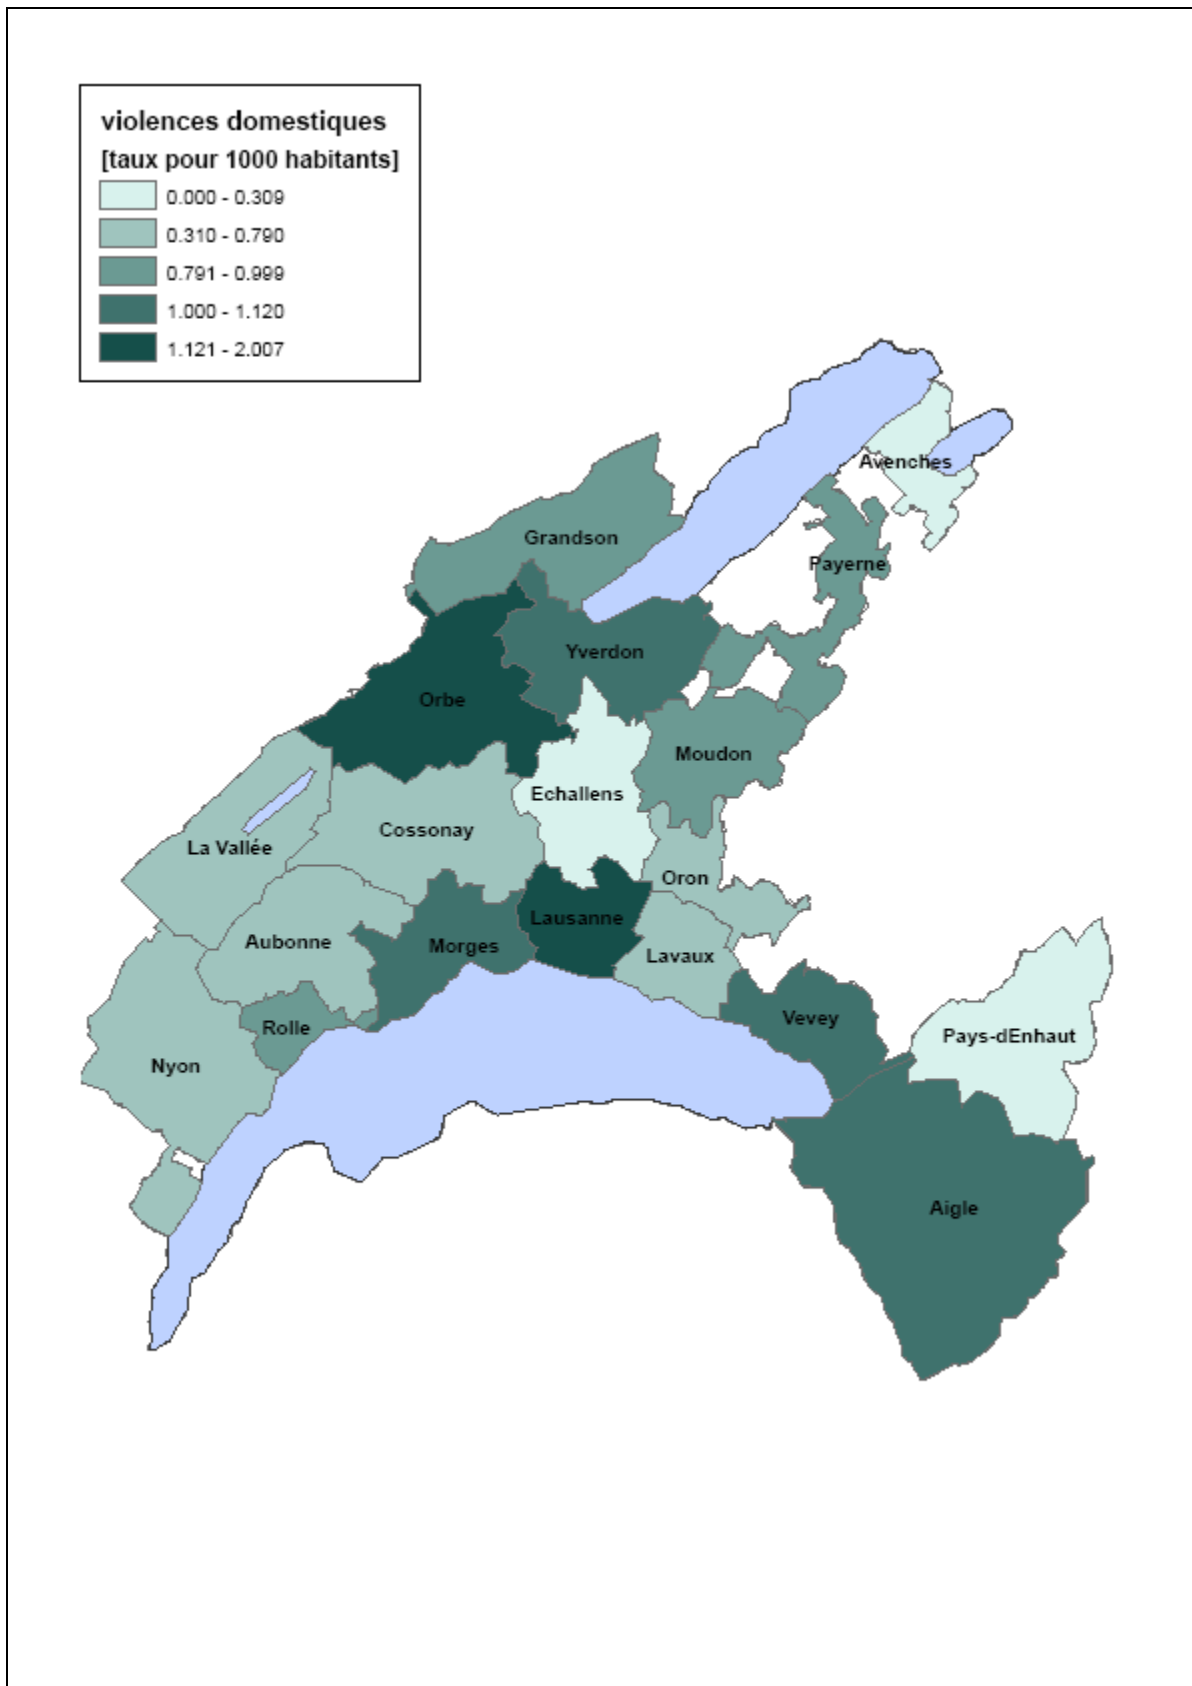 violences domestiques
[taux pour 1000 habitants]
0.000 - 0.309
0.310 - 0.790
0.791 - 0.999
1.000 - 1.120
1.121 - 2.007
Avenches
Grandson
Payerne
Yverdon
Orbe
Moudon
Echallens
Cossonay
La Vallée
Oron
Lausanne
Aubonne
Morges
Lavaux
Vevey
Rolle
Pays-dEnhaut
Nyon
Aigle